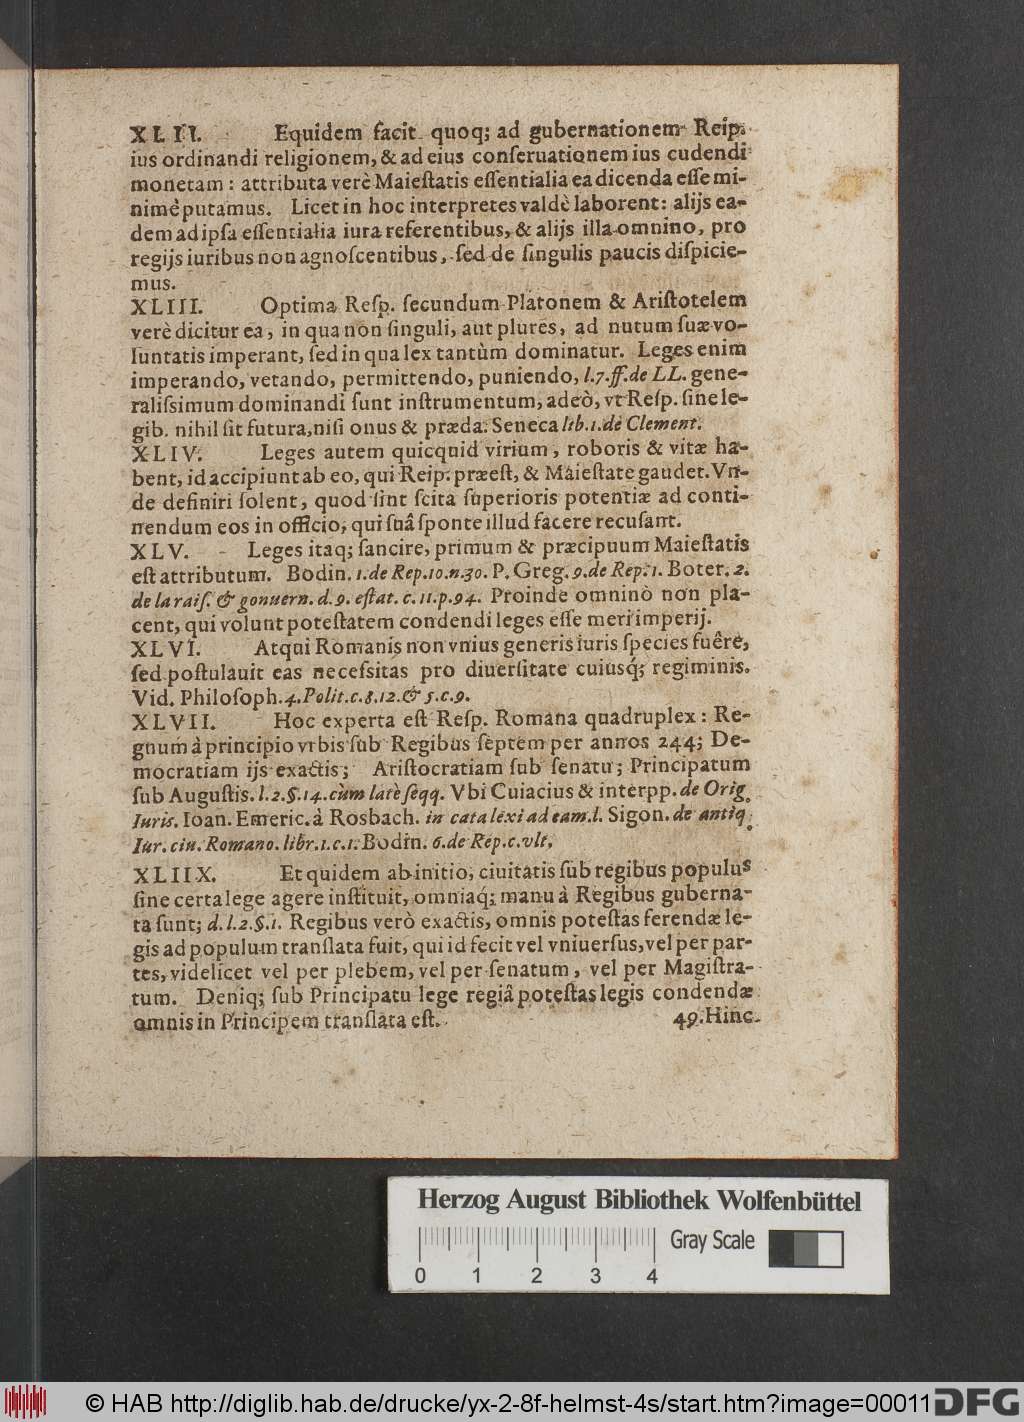 XLII. Equidem facit quoq; ad gubernationem Reip.
ius ordinandi religionem, & ad eius conſeruationem ius cudendi
monetam: attributa verè Maieſtatis eſſentialia ea dicenda eſſe mi-
nimè putamus. Licet in hoc interpretes valdè laborent: alijs ea-
dem ad ipſa eſſentialia iura referentibus, & alijs illa omnino, pro
regijs iuribus non agnoſcentibus, ſed de ſingulis paucis diſpicie-
mus.
XLIII. Optima Reſp. ſecundum Platonem & Ariſtotelem
verè dicitur ea, in qua non ſinguli, aut plures, ad nutum ſuæ vo-
luntatis imperant, ſed in qua lex tantùm dominatur. Leges enim
imperando, vetando, permittendo, puniendo, l.7.ff.de LL. gene-
raliſsimum dominandi ſunt inſtrumentum, adeò, vt Reſp. ſine le-
gib. nihil ſit futura, niſi onus & præda. Seneca lib.1.de Clement.
XLIV. Leges autem quicquid virium, roboris & vitæ ha-
bent, id accipiunt ab eo, qui Reip. præeſt, & Maieſtate gaudet. Vn-
de definiri ſolent, quod ſint ſcita ſuperioris potentiæ ad conti-
nendum eos in officio, qui ſuâ ſponte illud facere recuſant.
XLV. Leges itaq; ſancire, primum & præcipuum Maieſtatis
eſt attributum. Bodin. 1.de Rep.10.n.30. P. Greg. 9.de Rep.1. Boter. 2.
de la raiſ. & gonuern. d.9. eſtat. c.11.p.94. Proinde omninò non pla-
cent, qui volunt poteſtatem condendi leges eſſe meri imperij.
XLVI. Atqui Romanis non vnius generis iuris ſpecies fuêre,
ſed poſtulauit eas neceſsitas pro diuerſitate cuiusq́; regiminis.
Vid. Philoſoph. 4.Polit.c.8.12.& 5.c.9.
XLVII. Hoc experta eſt Reſp. Romana quadruplex: Re-
gnum à principio vrbis ſub Regibus ſeptem per annos 244; De-
mocratiam ijs exactis; Ariſtocratiam ſub ſenatu; Principatum
ſub Auguſtis. l.2.§.14.cùm latè ſeqq. Vbi Cuiacius & interpp. de Orig.
Iuris. Ioan. Emeric. à Rosbach. in catalexi ad eam.l. Sigon. de antiq.
Iur. ciu. Romano. libr.1.c.1. Bodin. 6.de Rep.c.vlt,
XLIIX. Et quidem ab initio, ciuitatis ſub regibus populus
ſine certa lege agere inſtituit, omniaq́; manu à Regibus guberna-
ta ſunt; d.l.2.§.1. Regibus verò exactis, omnis poteſtas ferendæ le-
gis ad populum tranſlata fuit, qui id fecit vel vniuerſus, vel per par-
tes, videlicet vel per plebem, vel per ſenatum, vel per Magiſtra-
tum. Deniq; ſub Principatu lege regiâ poteſtas legis condendæ
omnis in Principem tranſlata eſt.
49. Hinc
Herzog August Bibliothek Wolfenbüttel
Gray Scale
0 1 2 3 4
© HAB http://diglib.hab.de/drucke/yx-2-8f-helmst-4s/start.htm?image=00011
DFG